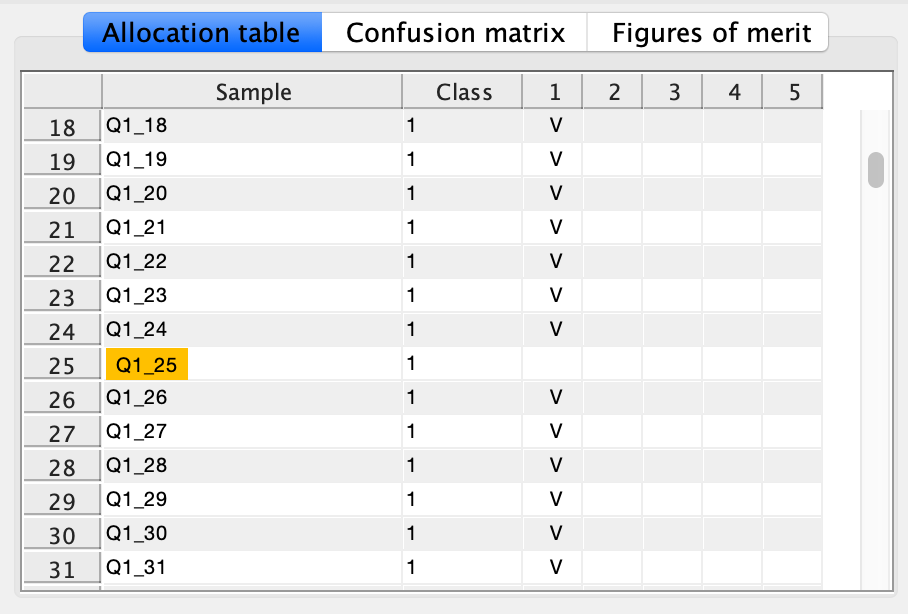 Allocation table Confusion matrix Figures of merit
Sample Class 1 2 3 4 5
18 Q1_18 1 V
19 Q1_19 1 V
20 Q1_20 1 V
21 Q1_21 1 V
22 Q1_22 1 V
23 Q1_23 1 V
24 Q1_24 1 V
25 Q1_25 1
26 Q1_26 1 V
27 Q1_27 1 V
28 Q1_28 1 V
29 Q1_29 1 V
30 Q1_30 1 V
31 Q1_31 1 V